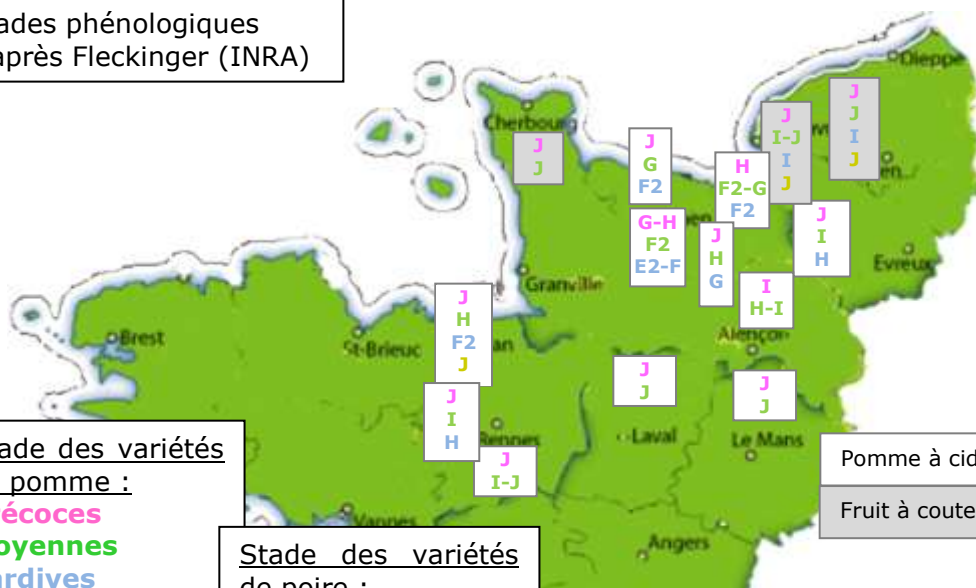 ades phénologiques
après Fleckinger (INRA)
Dieppe
Cherbourg
J
J
J
G
F2
H
F2-G
F2
J
I-J
I
J
J
J
I
J
en
G-H
F2
E2-F
J
H
G
J
I
H
Evreux
Granville
I
H-I
Alençon
Brest
St-Brieuc
J
H
F2
J
an
J
J
J
J
J
I
H
Rennes
Laval
Le Mans
J
I-J
Vannes
Angers
ade des variétés
pomme :
écoces
oyennes
ardives
Stade des variétés
de poire :
Pomme à cid
Fruit à coute